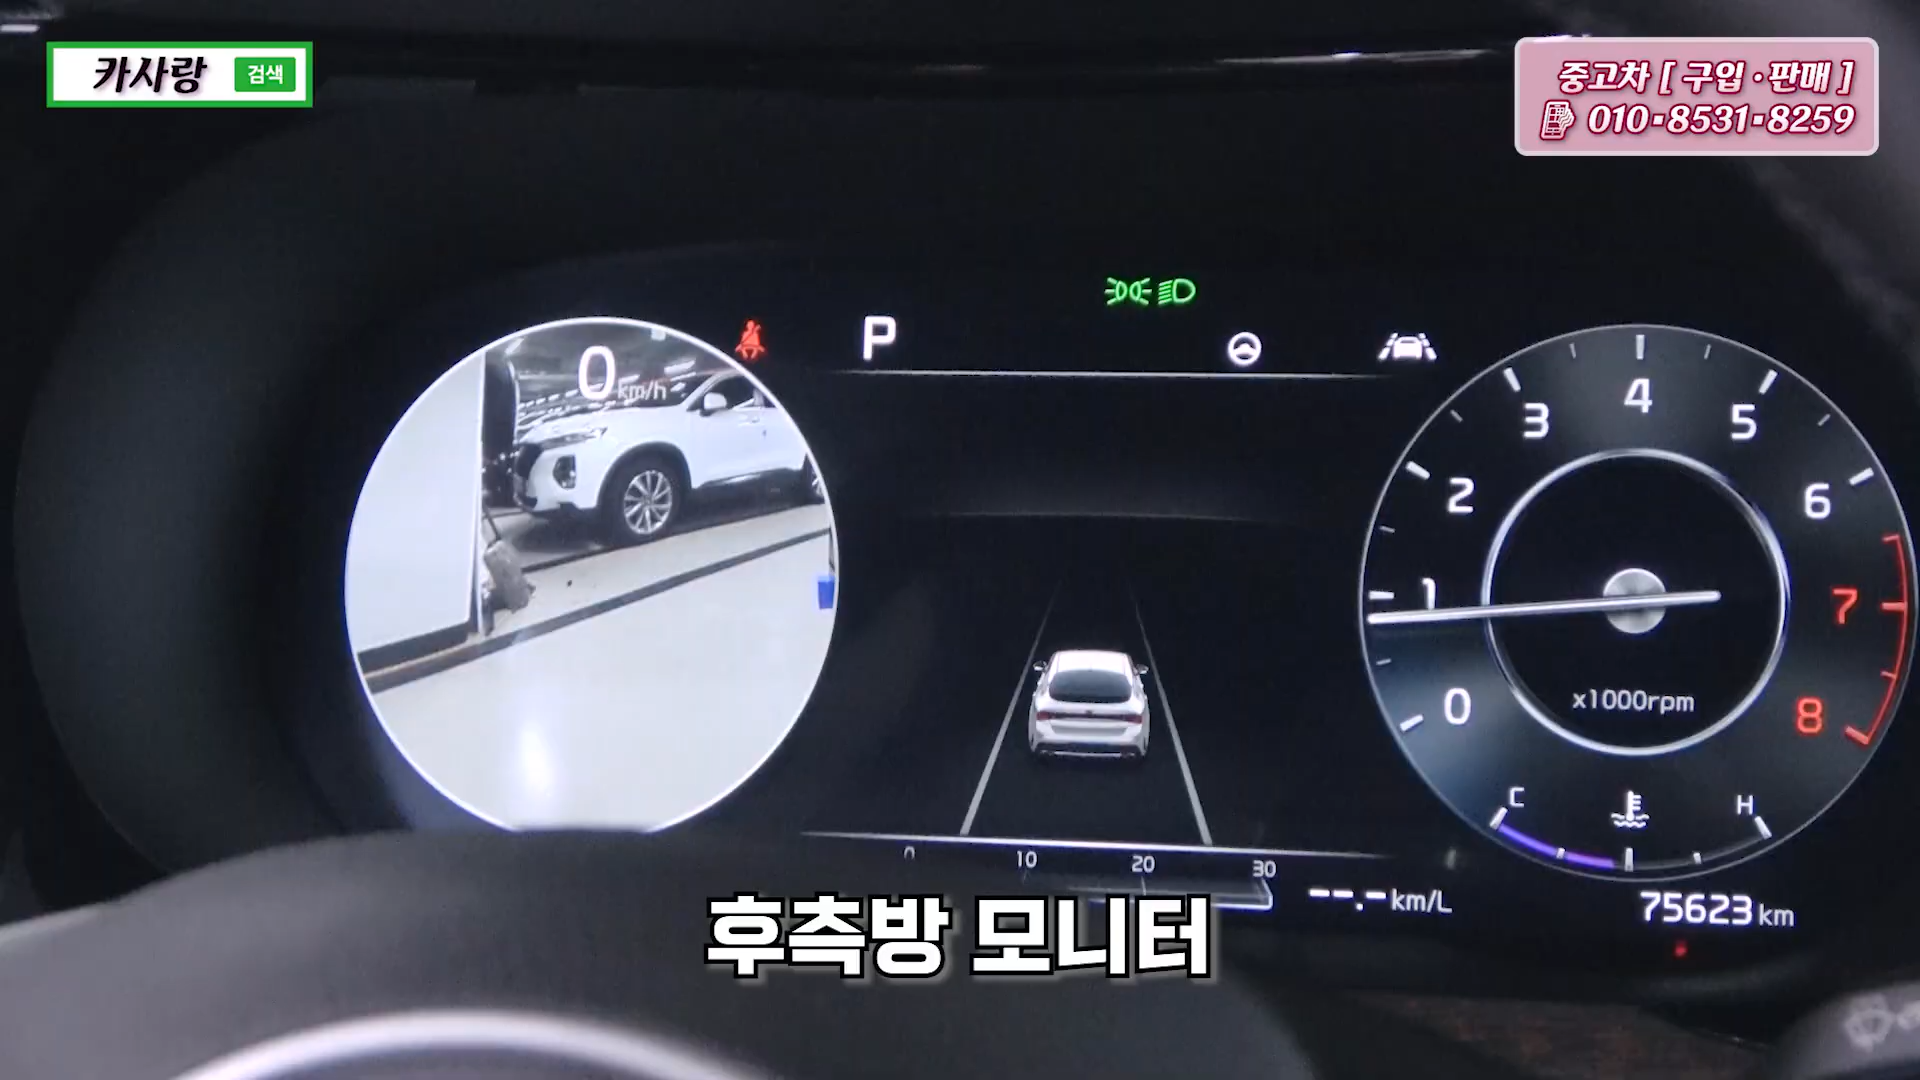 카사랑 검색
중고차 [ 구입·판매 ]
010·8531·8259
0 km/h
P
0
1
2
3
4
5
6
7
8
x1000rpm
C
H
0 10 20 30
--.- km/L
75623 km
후측방 모니터